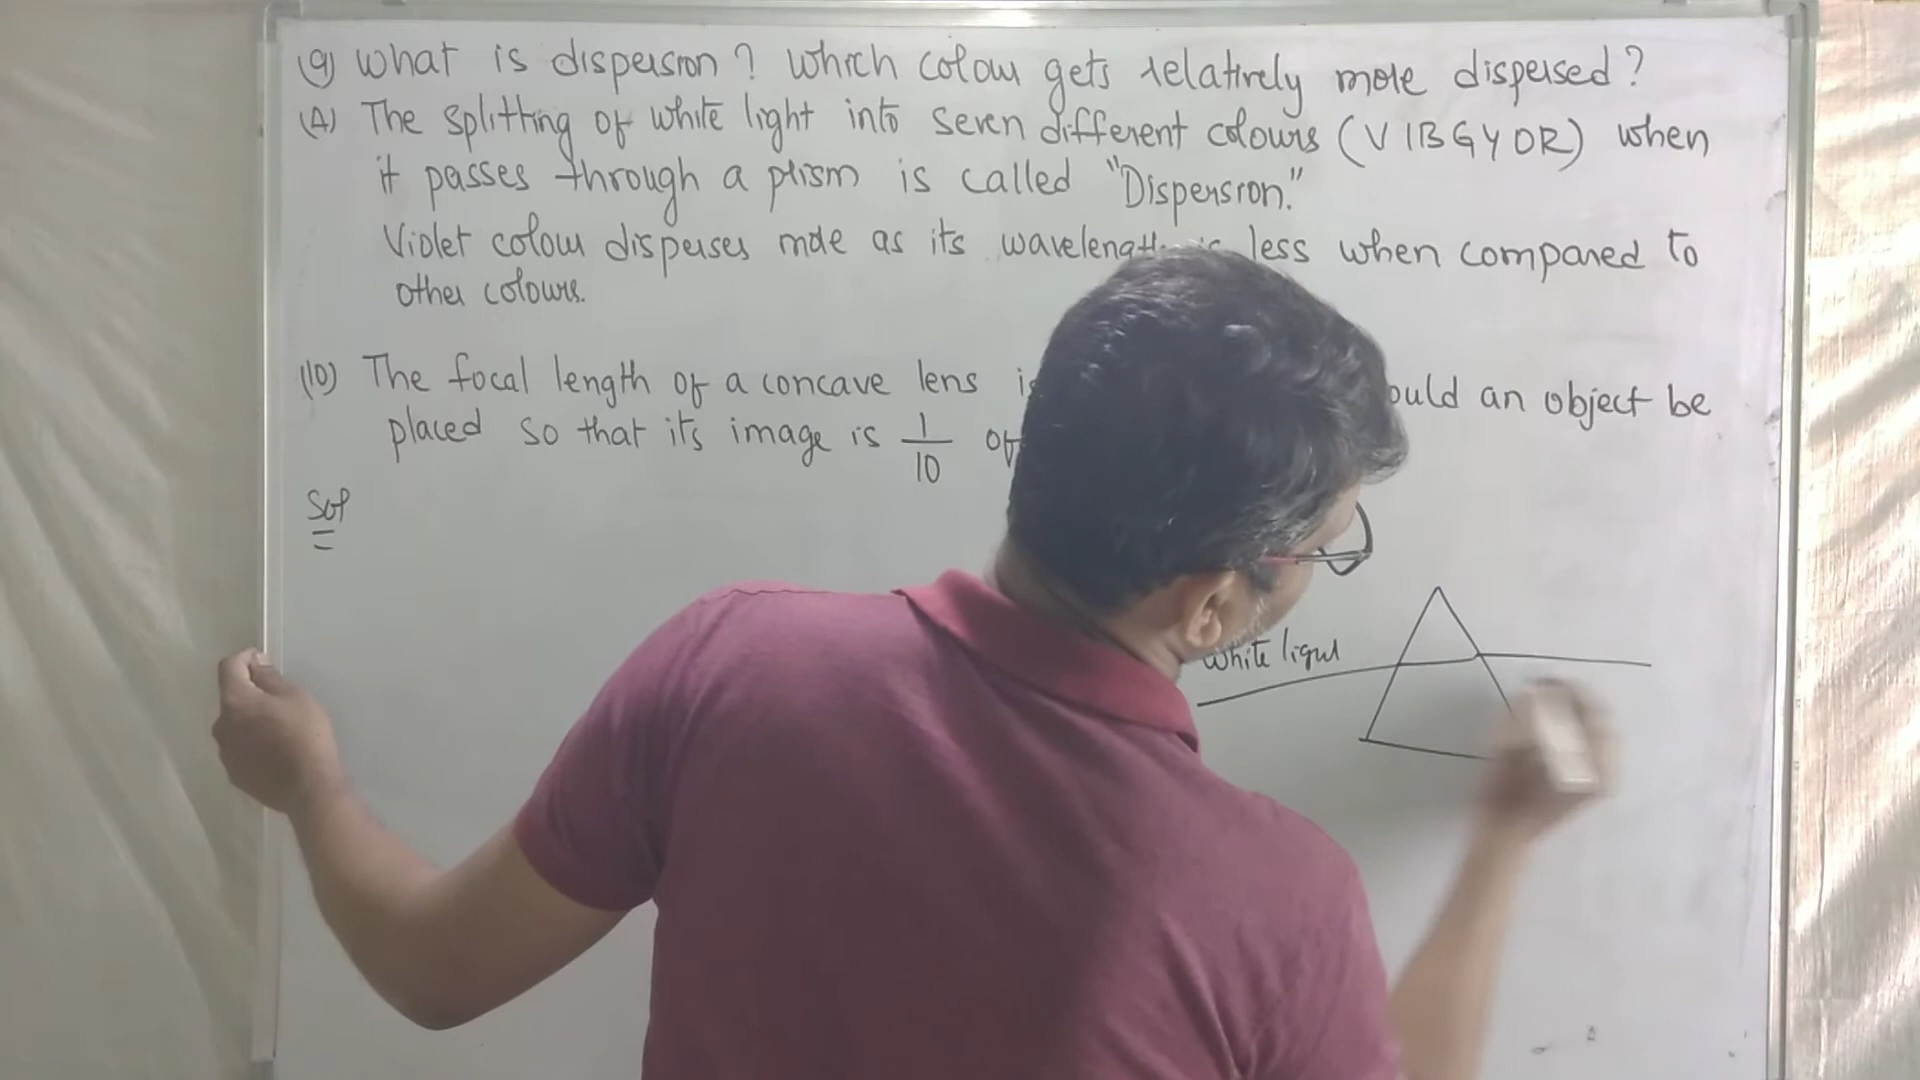 (9) What is dispersion? Which colour gets relatively more dispersed?
(A) The splitting of white light into seven different colours (VIBGYOR) when
it passes through a prism is called "Dispersion."
Violet colour disperses more as its wavelength is less when compared to
other colours.
(10) The focal length of a concave lens is ould an object be
placed so that its image is 1/10 of
Sol
White light